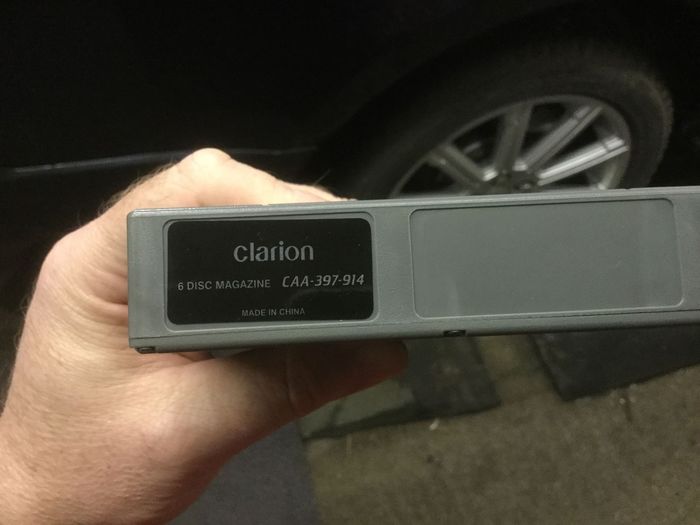 clarion
6 DISC MAGAZINE CAA-397-914
MADE IN CHINA